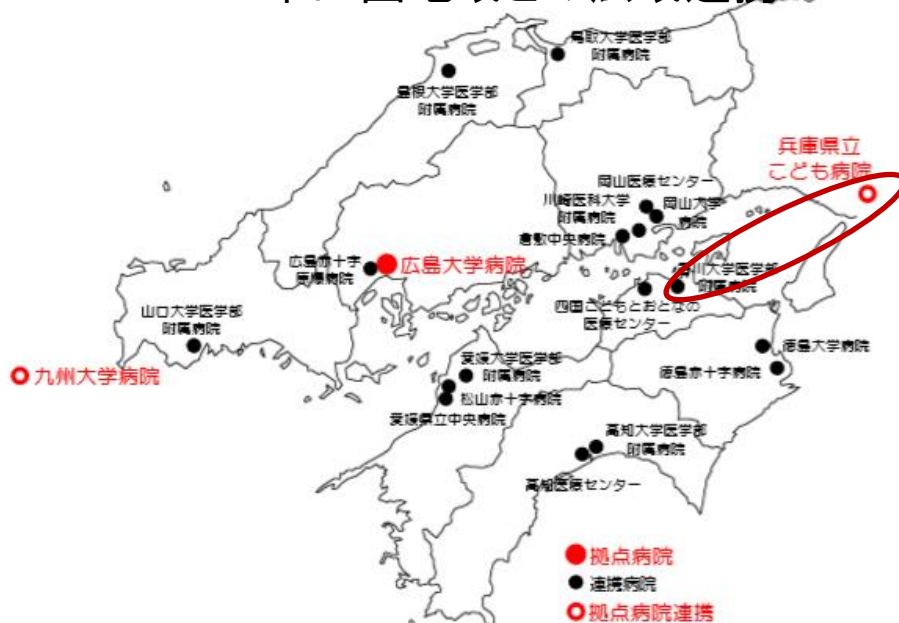 鳥取大学医学部
附属病院
島根大学医学部
附属病院
兵庫県立
こども病院
岡山医療センター
川崎医科大学
附属病院
岡山大学
病院
倉敷中央病院
広島赤十字
原爆病院
広島大学病院
香川大学医学部
附属病院
四国こどもとおとなの
医療センター
山口大学医学部
附属病院
九州大学病院
愛媛大学医学部
附属病院
松山赤十字病院
愛媛県立中央病院
徳島大学病院
徳島赤十字病院
高知大学医学部
附属病院
高知医療センター
拠点病院
連携病院
拠点病院連携